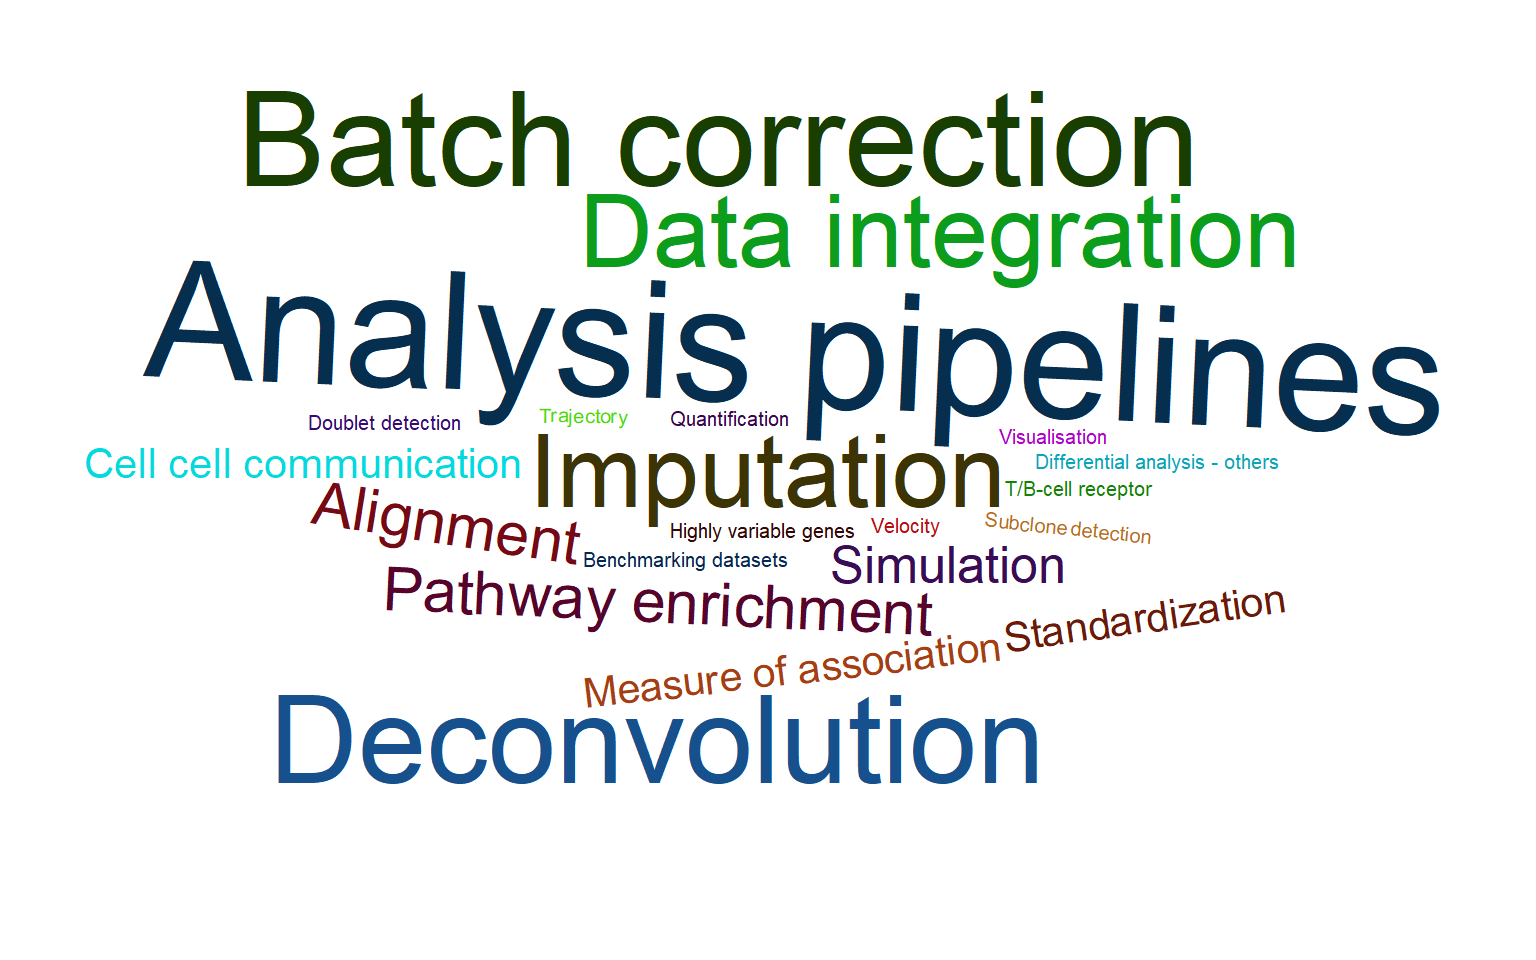 Batch correction
Data integration
Analysis pipelines
Doublet detection
Trajectory
Quantification
Visualisation
Cell cell communication
Imputation
Differential analysis - others
T/B-cell receptor
Alignment
Highly variable genes
Velocity
Subclone detection
Benchmarking datasets
Simulation
Pathway enrichment
Standardization
Measure of association
Deconvolution